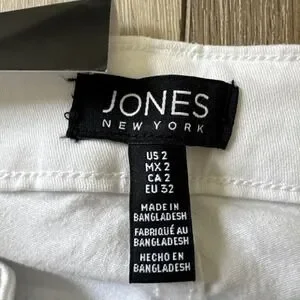 JONES
NEW YORK
US 2
MX 2
CA 2
EU 32
MADE IN
BANGLADESH
FABRIQUÉ AU
BANGLADESH
HECHO EN
BANGLADESH